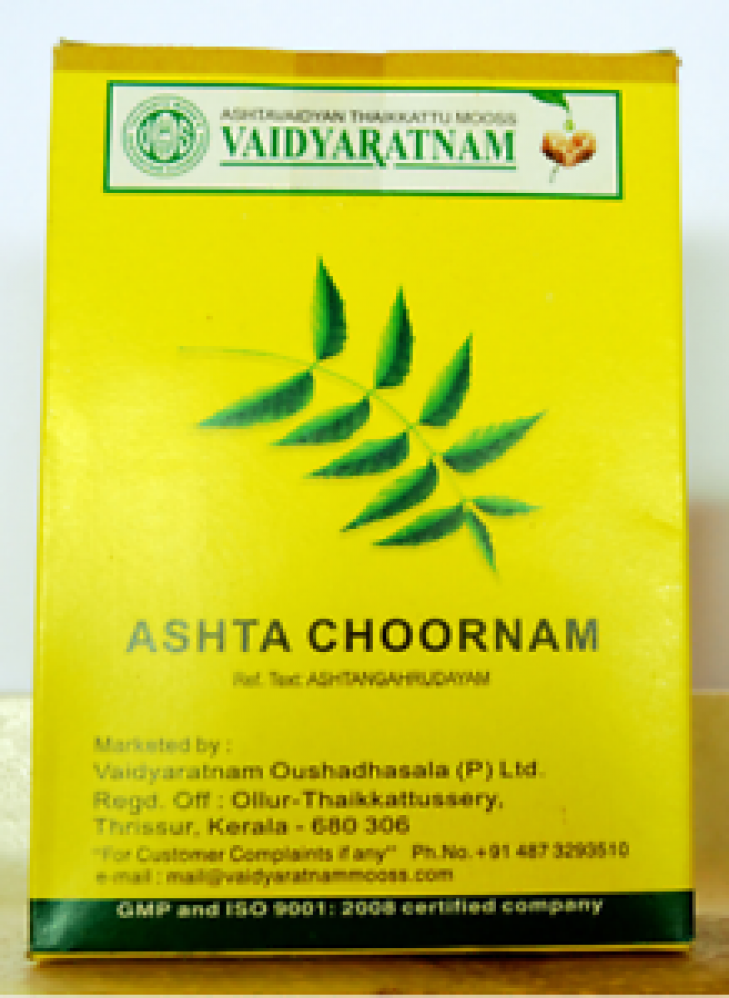 ASHTAVAIDYAN THAIKKATTU MOOSS
VAIDYARATNAM
ASHTA CHOORNAM
Ref. Text: ASHTANGAHRUDAYAM
Marketed by :
Vaidyaratnam Oushadhasala (P) Ltd.
Regd. Off : Ollur-Thaikkattussery,
Thrissur, Kerala - 680 306
"For Customer Complaints if any" Ph.No. +91 487 3293510
e-mail : mail@vaidyaratnammooss.com
GMP and ISO 9001: 2008 certified company